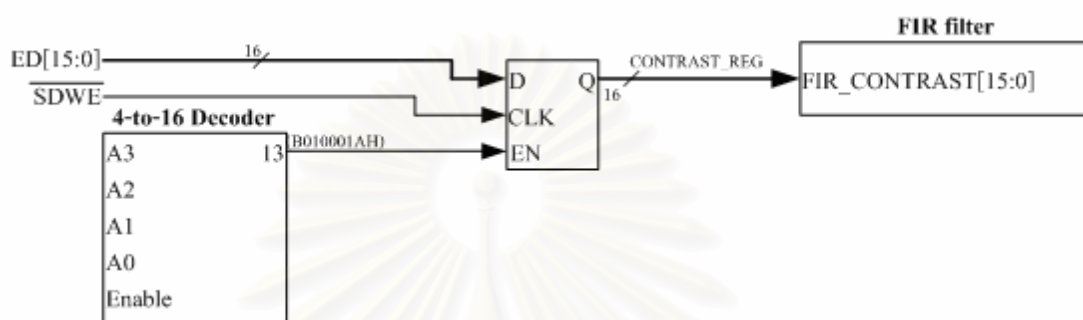 FIR filter
ED[15:0]
16
SDWE
D
Q
16
CONTRAST_REG
FIR_CONTRAST[15:0]
CLK
EN
4-to-16 Decoder
A3
13
(B010001AH)
A2
A1
A0
Enable